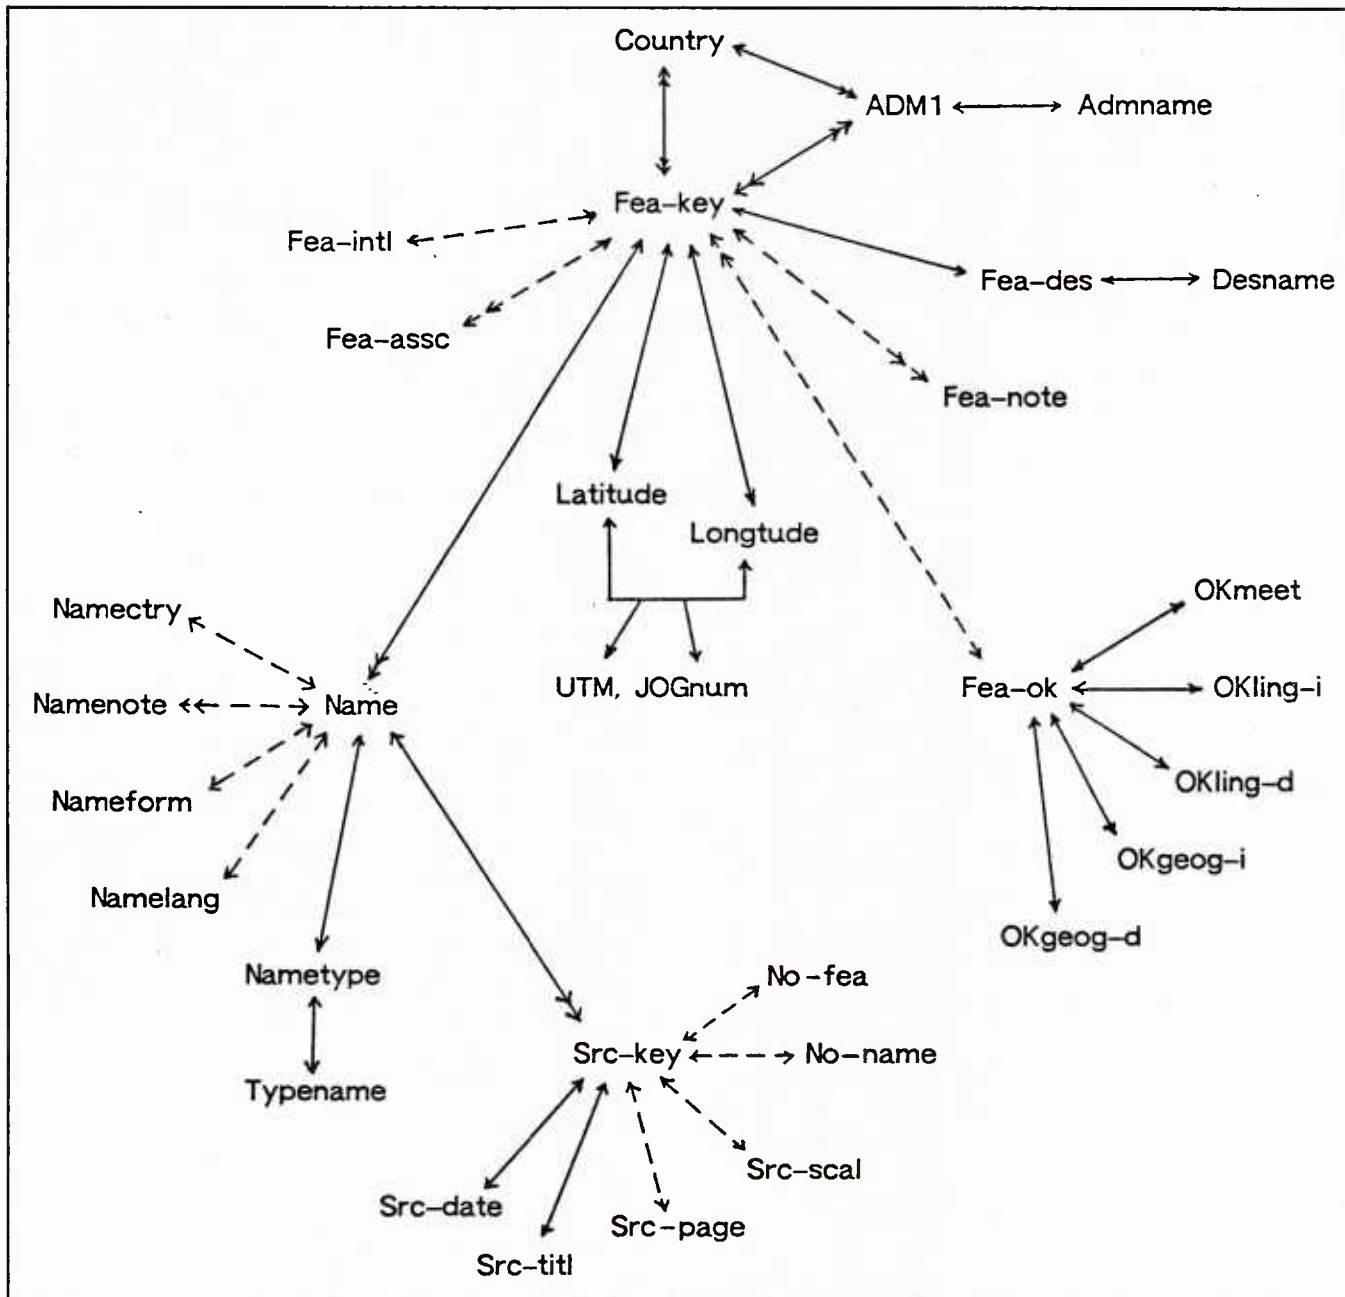 Country
ADM1
Admname
Fea-key
Fea-intl
Fea-des
Desname
Fea-assc
Fea-note
Latitude
Longtude
Namectry
OKmeet
Namenote
Name
UTM, JOGnum
Fea-ok
OKling-i
Nameform
OKling-d
Namelang
OKgeog-i
OKgeog-d
Nametype
No-fea
Src-key
No-name
Typename
Src-scal
Src-date
Src-page
Src-titl